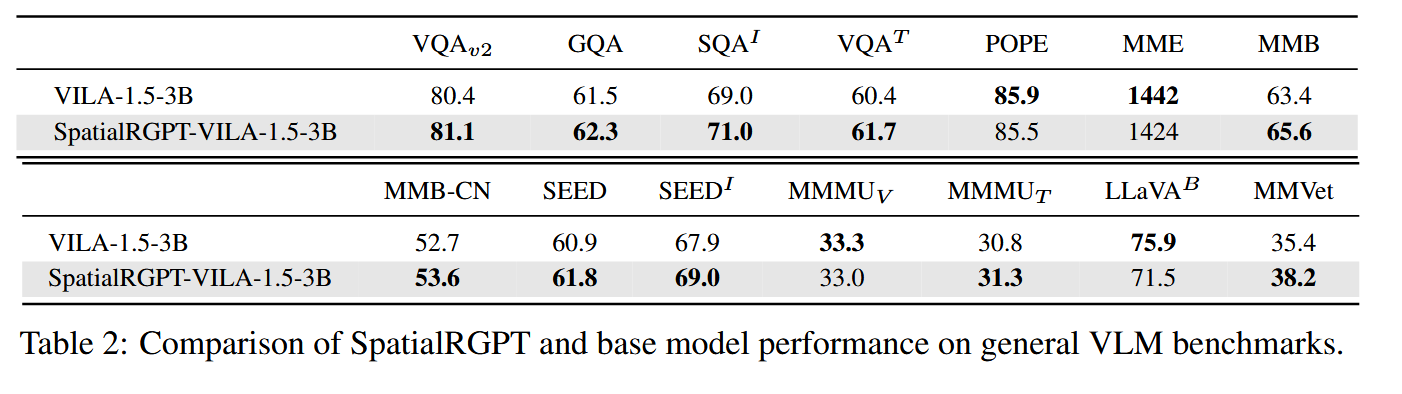 VQAv2 GQA SQA^I VQA^T POPE MME MMB
VILA-1.5-3B 80.4 61.5 69.0 60.4 85.9 1442 63.4
SpatialRGPT-VILA-1.5-3B 81.1 62.3 71.0 61.7 85.5 1424 65.6
MMB-CN SEED SEED^I MMMU_V MMMU_T LLaVA^B MMVet
VILA-1.5-3B 52.7 60.9 67.9 33.3 30.8 75.9 35.4
SpatialRGPT-VILA-1.5-3B 53.6 61.8 69.0 33.0 31.3 71.5 38.2
Table 2: Comparison of SpatialRGPT and base model performance on general VLM benchmarks.